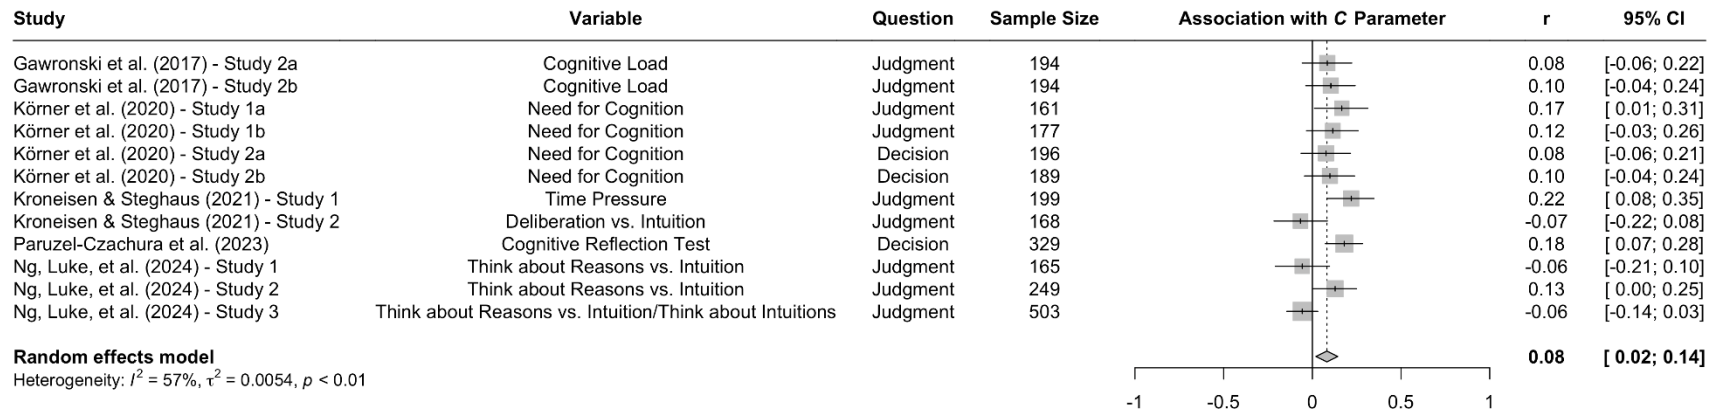 Study Variable Question Sample Size Association with C Parameter r 95% CI
Gawronski et al. (2017) - Study 2a Cognitive Load Judgment 194 0.08 [-0.06; 0.22]
Gawronski et al. (2017) - Study 2b Cognitive Load Judgment 194 0.10 [-0.04; 0.24]
Körner et al. (2020) - Study 1a Need for Cognition Judgment 161 0.17 [ 0.01; 0.31]
Körner et al. (2020) - Study 1b Need for Cognition Judgment 177 0.12 [-0.03; 0.26]
Körner et al. (2020) - Study 2a Need for Cognition Decision 196 0.08 [-0.06; 0.21]
Körner et al. (2020) - Study 2b Need for Cognition Decision 189 0.10 [-0.04; 0.24]
Kroneisen & Steghaus (2021) - Study 1 Time Pressure Judgment 199 0.22 [ 0.08; 0.35]
Kroneisen & Steghaus (2021) - Study 2 Deliberation vs. Intuition Judgment 168 -0.07 [-0.22; 0.08]
Paruzel-Czachura et al. (2023) Cognitive Reflection Test Decision 329 0.18 [ 0.07; 0.28]
Ng, Luke, et al. (2024) - Study 1 Think about Reasons vs. Intuition Judgment 165 -0.06 [-0.21; 0.10]
Ng, Luke, et al. (2024) - Study 2 Think about Reasons vs. Intuition Judgment 249 0.13 [ 0.00; 0.25]
Ng, Luke, et al. (2024) - Study 3 Think about Reasons vs. Intuition/Think about Intuitions Judgment 503 -0.06 [-0.14; 0.03]
Random effects model 0.08 [ 0.02; 0.14]
Heterogeneity: I² = 57%, τ² = 0.0054, p < 0.01
-1 -0.5 0 0.5 1